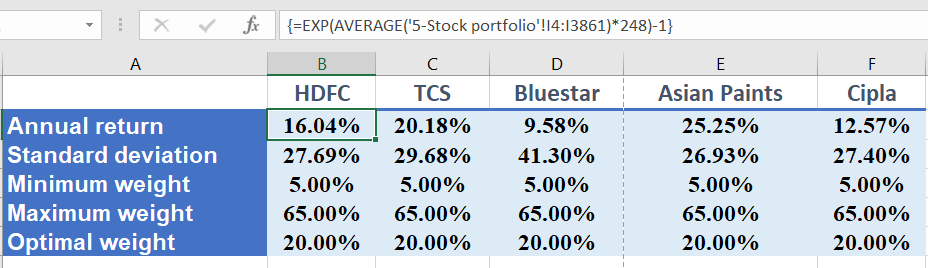 fx {=EXP(AVERAGE('5-Stock portfolio'!I4:I3861)*248)-1}
A B C D E F
HDFC TCS Bluestar Asian Paints Cipla
Annual return 16.04% 20.18% 9.58% 25.25% 12.57%
Standard deviation 27.69% 29.68% 41.30% 26.93% 27.40%
Minimum weight 5.00% 5.00% 5.00% 5.00% 5.00%
Maximum weight 65.00% 65.00% 65.00% 65.00% 65.00%
Optimal weight 20.00% 20.00% 20.00% 20.00% 20.00%